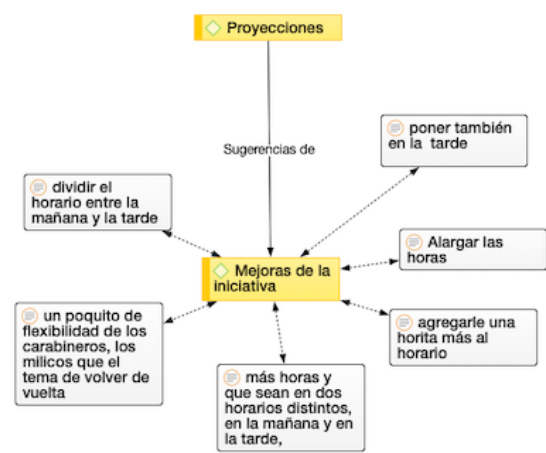 Proyecciones
Sugerencias de
poner también
en la tarde
dividir el
horario entre la
mañana y la tarde
Alargar las
horas
Mejoras de la
iniciativa
un poquito de
flexibilidad de los
carabineros, los
milicos que el
tema de volver de
vuelta
agregarle una
horita más al
horario
más horas y
que sean en dos
horarios distintos,
en la mañana y en
la tarde,